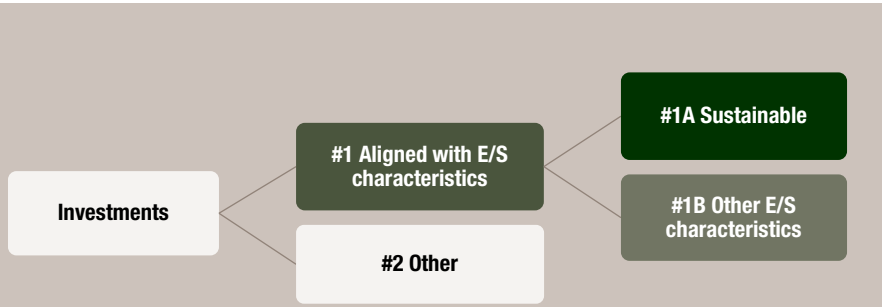 Investments
#1 Aligned with E/S
characteristics
#2 Other
#1A Sustainable
#1B Other E/S
characteristics